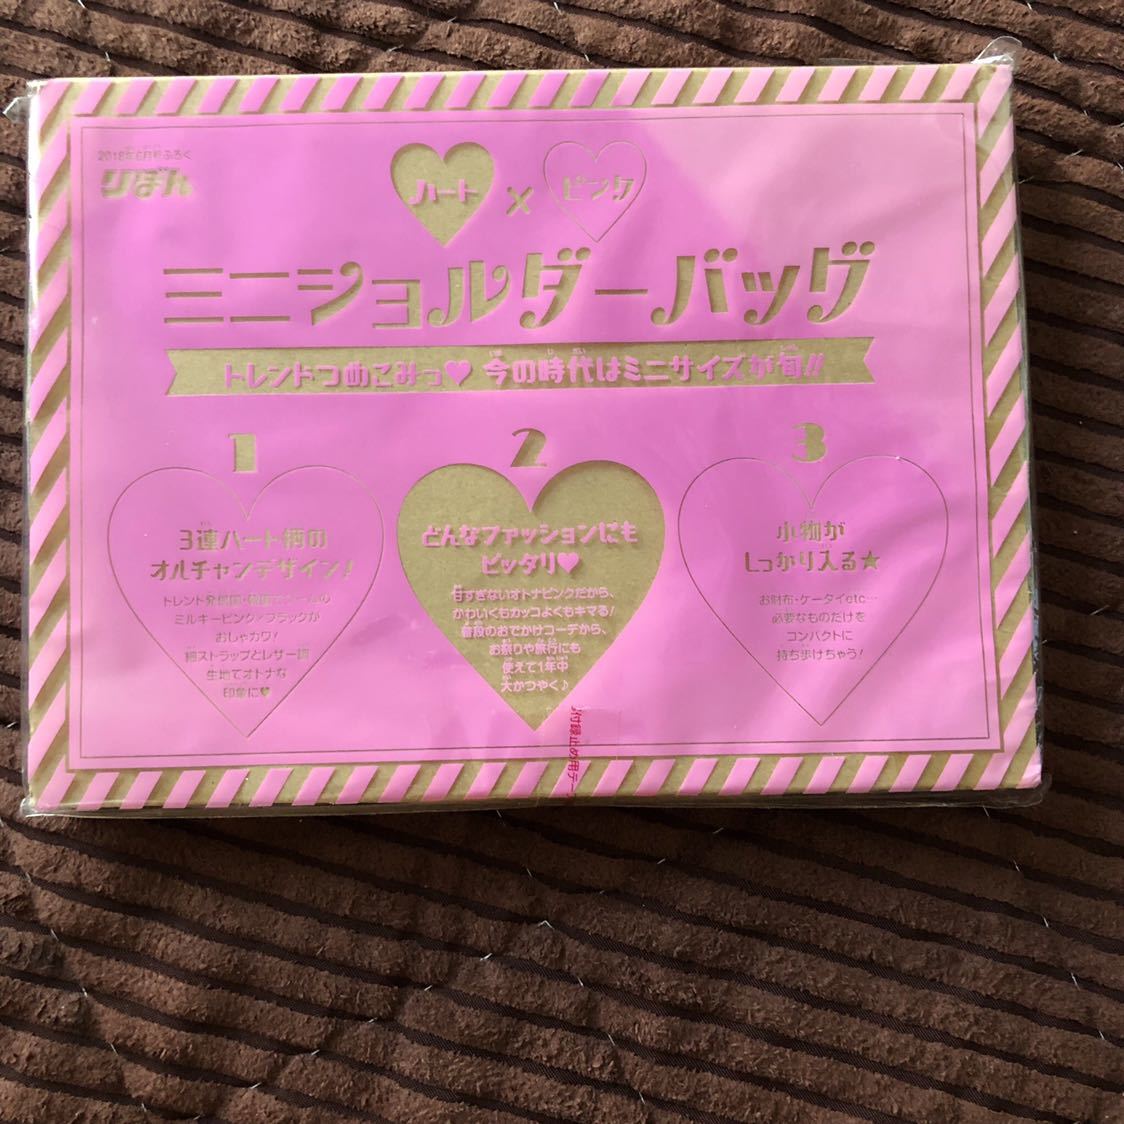 2018年6月号ふろく
りぼん
ハート×ピンク
ミニショルダーバッグ
トレンドつめこみっ♥ 今の時代はミニサイズが旬!!
1
3連ハート柄の
オルチャンデザイン!
トレンド発信国・韓国でブームの
ミルキーピンク×ブラックが
おしゃカワ!
細ストラップとレザー調
生地でオトナな
印象に♥
2
どんなファッションにも
ピッタリ♥
甘すぎないオトナピンクだから、
かわいくもカッコよくもキマる!
普段のおでかけコーデから、
お祭りや旅行にも
使えて1年中
大かつやく♪
3
小物が
しっかり入る★
お財布・ケータイetc…
必要なものだけを
コンパクトに
持ち歩けちゃう!
付録止め用テー